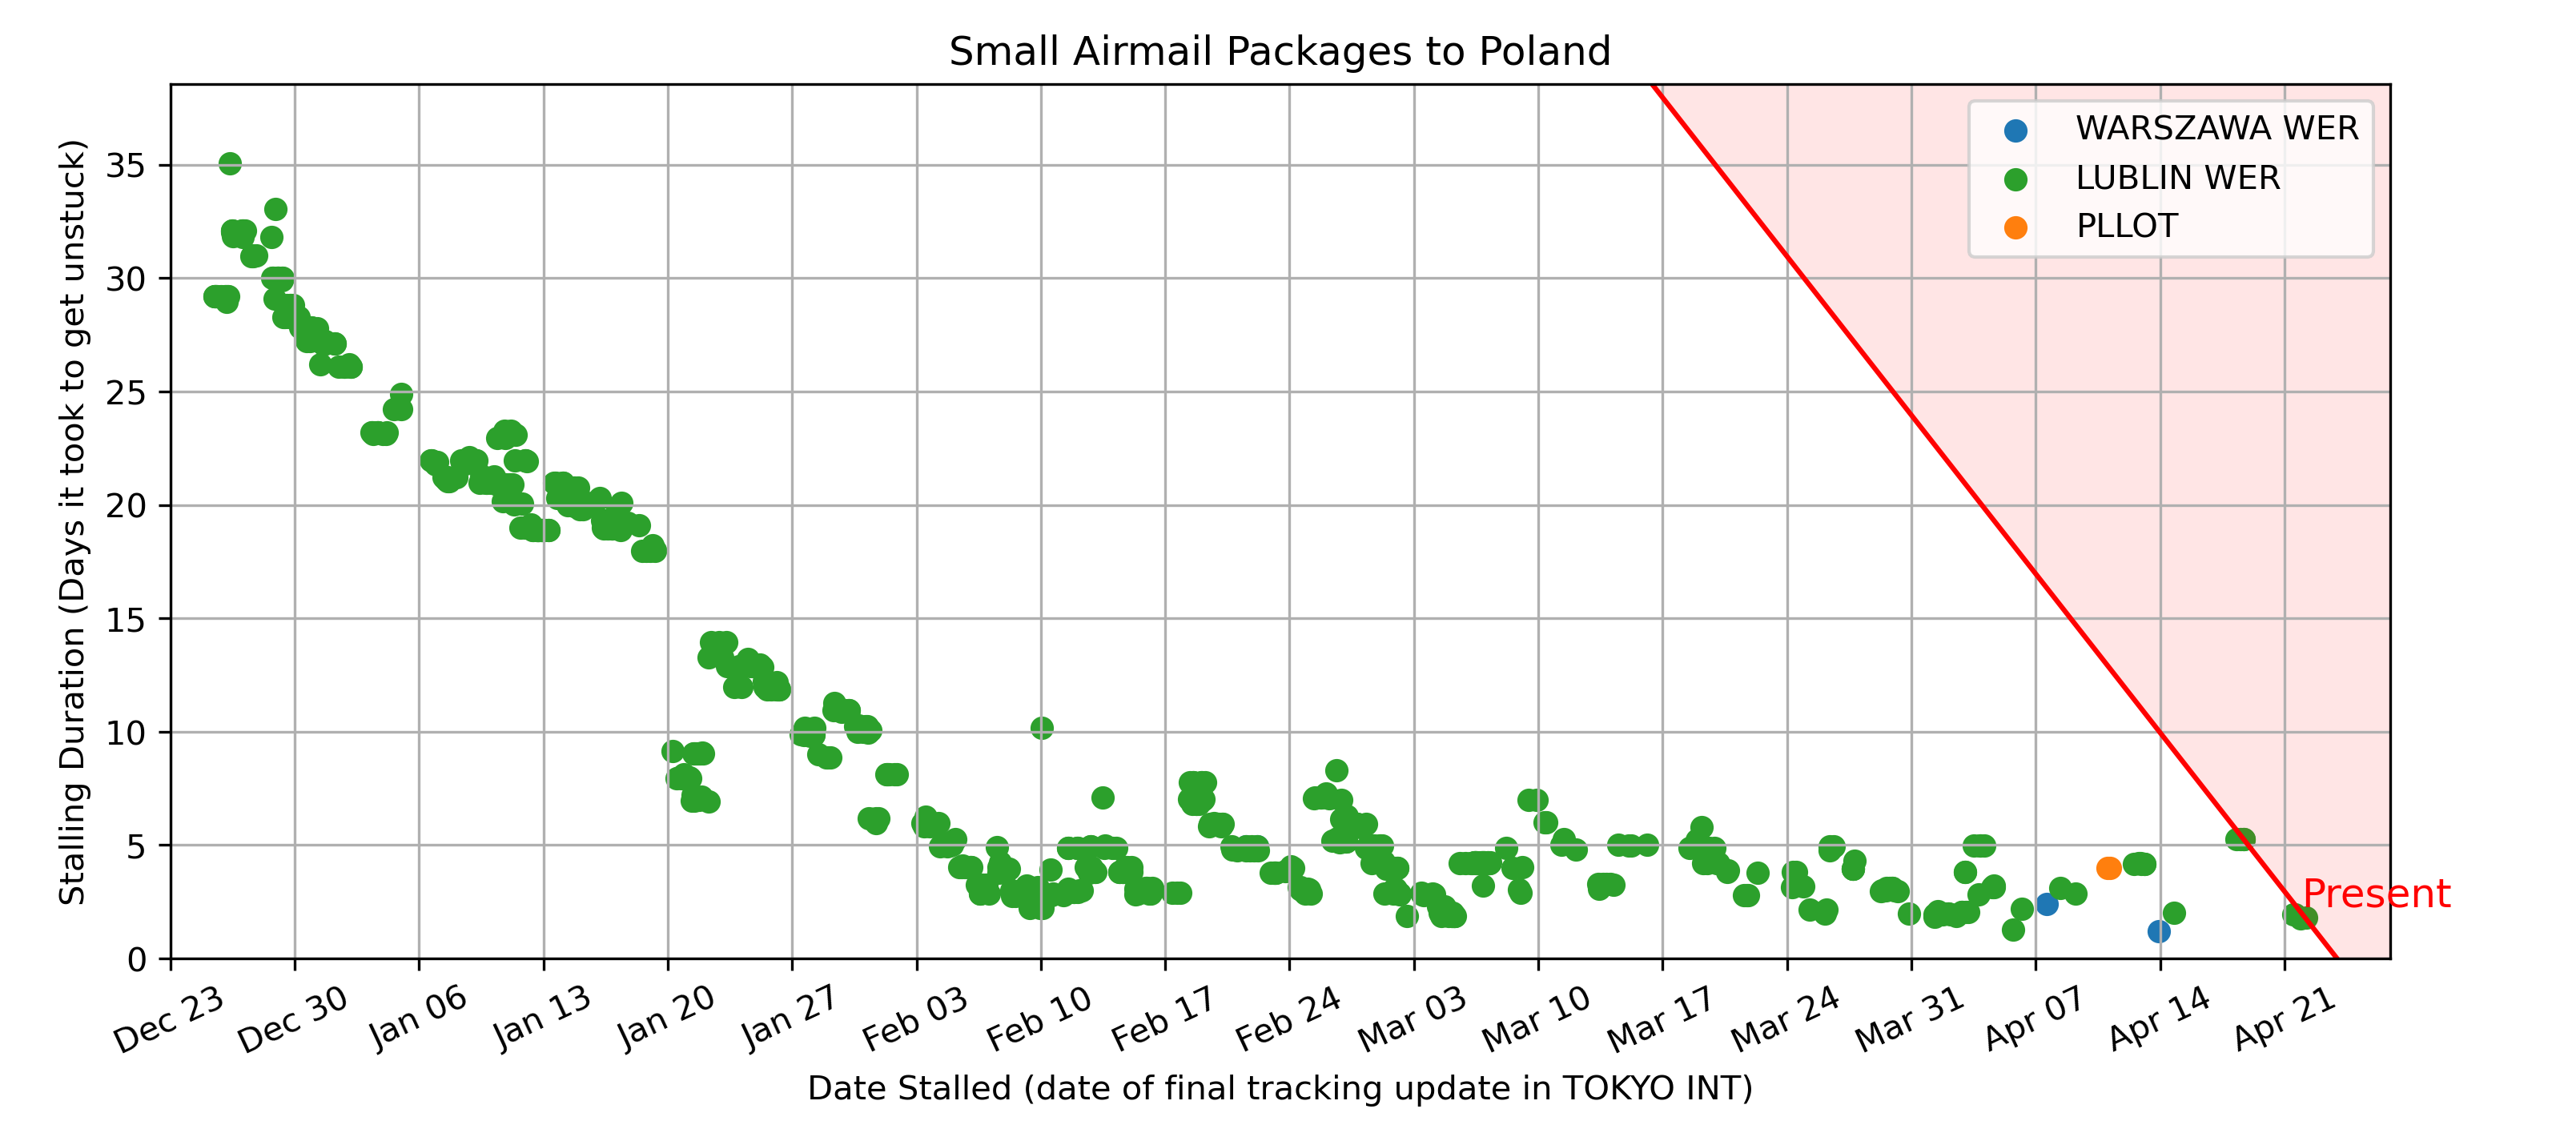 Small Airmail Packages to Poland
Stalling Duration (Days it took to get unstuck)
35
30
25
20
15
10
5
0
WARSZAWA WER
LUBLIN WER
PLLOT
Present
Dec 23
Dec 30
Jan 06
Jan 13
Jan 20
Jan 27
Feb 03
Feb 10
Feb 17
Feb 24
Mar 03
Mar 10
Mar 17
Mar 24
Mar 31
Apr 07
Apr 14
Apr 21
Date Stalled (date of final tracking update in TOKYO INT)